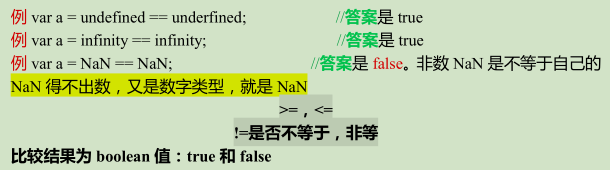 例 var a = undefined == underfined; //答案是 true
例 var a = infinity == infinity; //答案是 true
例 var a = NaN == NaN; //答案是 false。非数 NaN 是不等于自己的
NaN 得不出数，又是数字类型，就是 NaN
>=，<=
!=是否不等于，非等
比较结果为 boolean 值：true 和 false